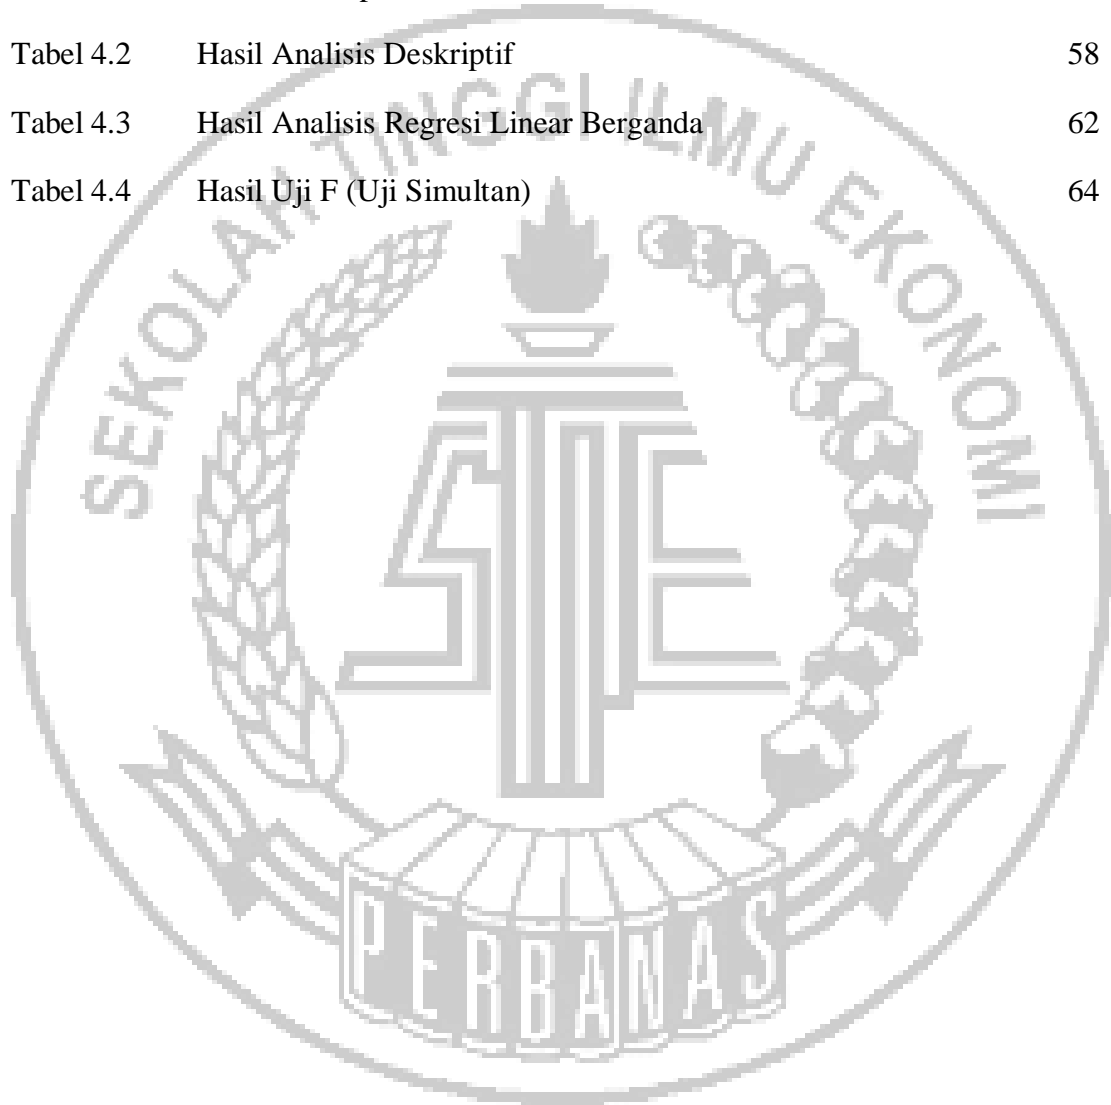 Tabel 4.2 Hasil Analisis Deskriptif 58
Tabel 4.3 Hasil Analisis Regresi Linear Berganda 62
Tabel 4.4 Hasil Uji F (Uji Simultan) 64
SEKOLAH TINGGI ILMU EKONOMI
STIE
PERBANAS